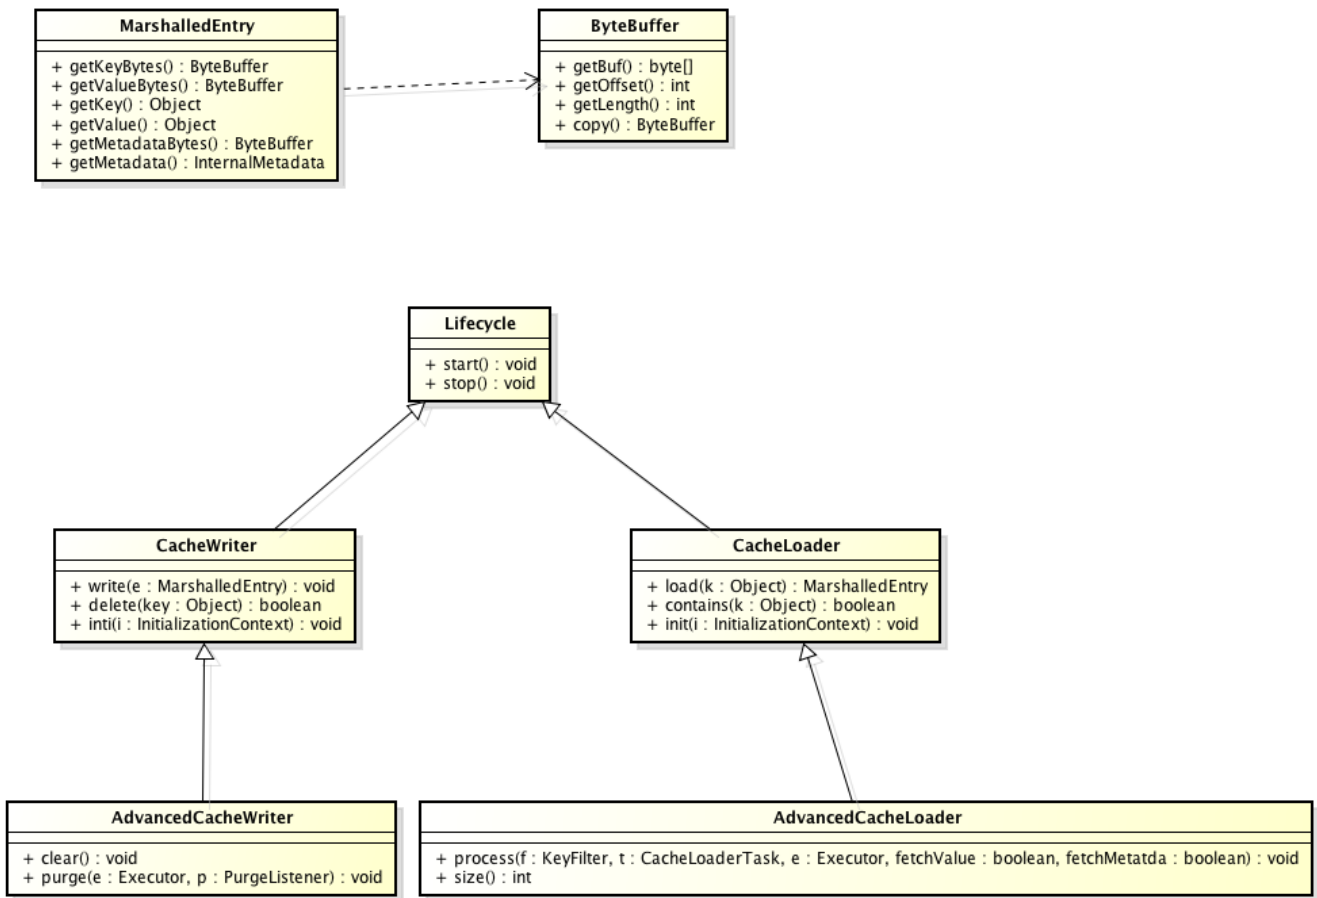 MarshalledEntry
+ getKeyBytes() : ByteBuffer
+ getValueBytes() : ByteBuffer
+ getKey() : Object
+ getValue() : Object
+ getMetadataBytes() : ByteBuffer
+ getMetadata() : InternalMetadata
ByteBuffer
+ getBuf() : byte[]
+ getOffset() : int
+ getLength() : int
+ copy() : ByteBuffer
Lifecycle
+ start() : void
+ stop() : void
CacheWriter
+ write(e : MarshalledEntry) : void
+ delete(key : Object) : boolean
+ inti(i : InitializationContext) : void
CacheLoader
+ load(k : Object) : MarshalledEntry
+ contains(k : Object) : boolean
+ init(i : InitializationContext) : void
AdvancedCacheWriter
+ clear() : void
+ purge(e : Executor, p : PurgeListener) : void
AdvancedCacheLoader
+ process(f : KeyFilter, t : CacheLoaderTask, e : Executor, fetchValue : boolean, fetchMetatda : boolean) : void
+ size() : int